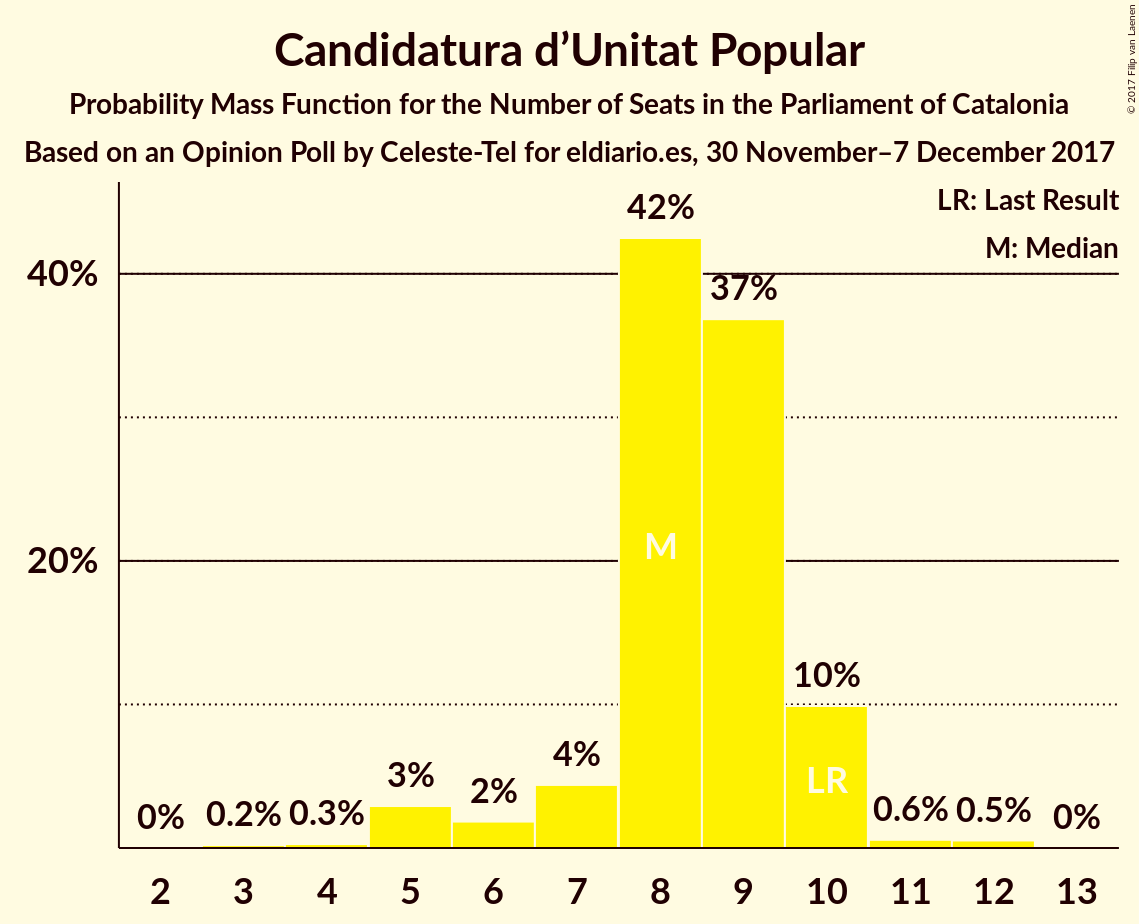 Candidatura d’Unitat Popular
Probability Mass Function for the Number of Seats in the Parliament of Catalonia
Based on an Opinion Poll by Celeste-Tel for eldiario.es, 30 November–7 December 2017
© 2017 Filip van Laenen
LR: Last Result
M: Median
40%
20%
0%
0.2%
0.3%
3%
2%
4%
42%
37%
10%
0.6%
0.5%
0%
M
LR
2 3 4 5 6 7 8 9 10 11 12 13